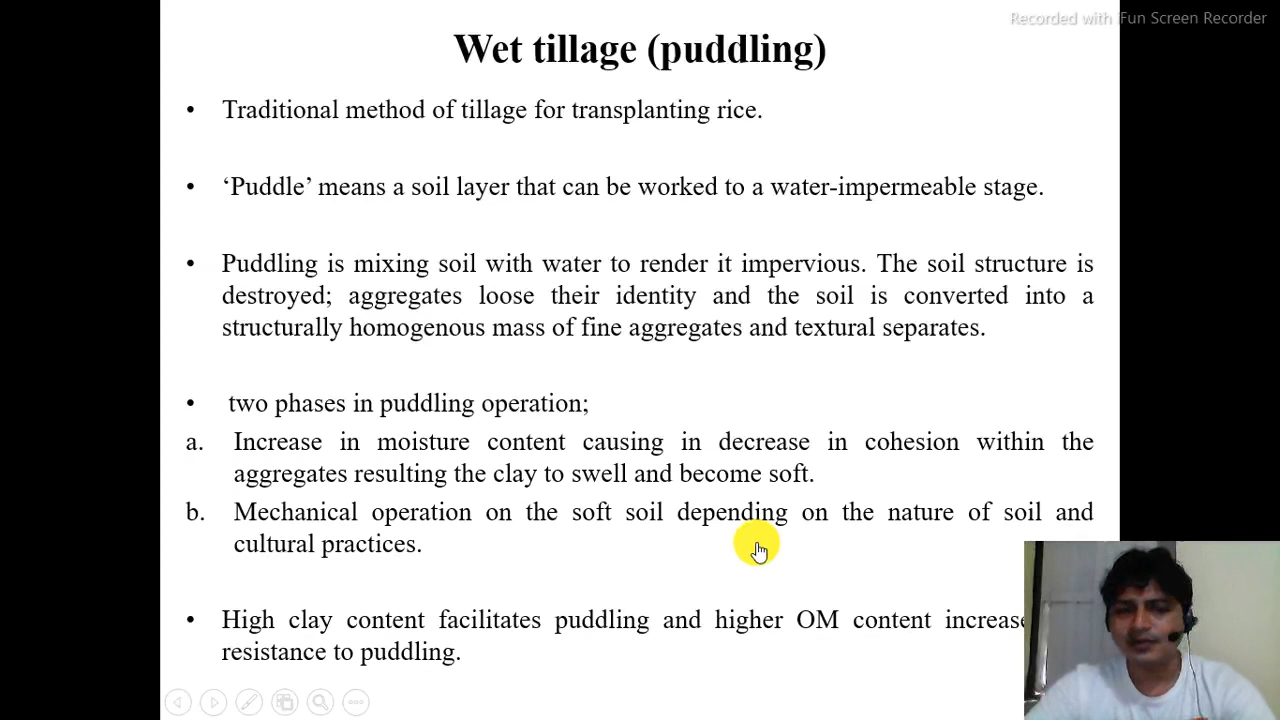 Recorded with iFun Screen Recorder
Wet tillage (puddling)
• Traditional method of tillage for transplanting rice.
• ‘Puddle’ means a soil layer that can be worked to a water-impermeable stage.
• Puddling is mixing soil with water to render it impervious. The soil structure is
destroyed; aggregates loose their identity and the soil is converted into a
structurally homogenous mass of fine aggregates and textural separates.
• two phases in puddling operation;
a. Increase in moisture content causing in decrease in cohesion within the
aggregates resulting the clay to swell and become soft.
b. Mechanical operation on the soft soil depending on the nature of soil and
cultural practices.
• High clay content facilitates puddling and higher OM content increase
resistance to puddling.